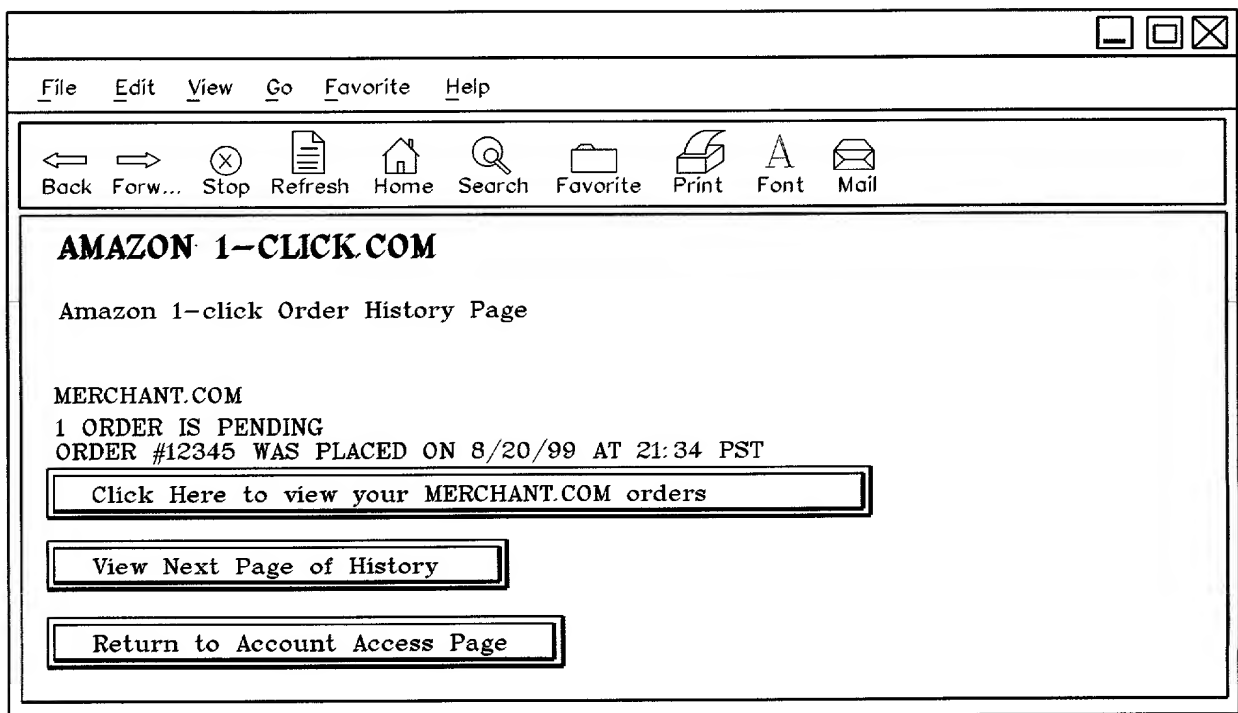 File Edit View Go Favorite Help
Back Forw... Stop Refresh Home Search Favorite Print Font Mail
AMAZON 1-CLICK.COM
Amazon 1-click Order History Page
MERCHANT.COM
1 ORDER IS PENDING
ORDER #12345 WAS PLACED ON 8/20/99 AT 21:34 PST
Click Here to view your MERCHANT.COM orders
View Next Page of History
Return to Account Access Page